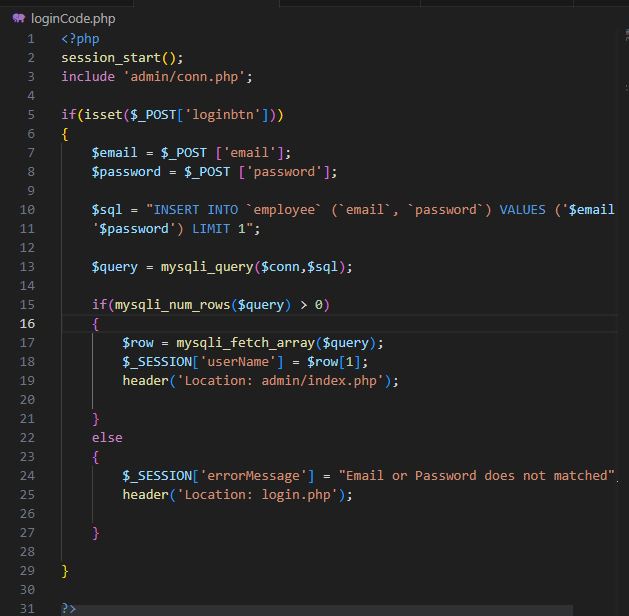 loginCode.php
1 <?php
2 session_start();
3 include 'admin/conn.php';
4
5 if(isset($_POST['loginbtn']))
6 {
7     $email = $_POST ['email'];
8     $password = $_POST ['password'];
9
10     $sql = "INSERT INTO `employee` (`email`, `password`) VALUES ('$email
11     '$password') LIMIT 1";
12
13     $query = mysqli_query($conn,$sql);
14
15     if(mysqli_num_rows($query) > 0)
16     {
17         $row = mysqli_fetch_array($query);
18         $_SESSION['userName'] = $row[1];
19         header('Location: admin/index.php');
20
21     }
22     else
23     {
24         $_SESSION['errorMessage'] = "Email or Password does not matched"
25         header('Location: login.php');
26
27     }
28
29 }
30
31 ?>